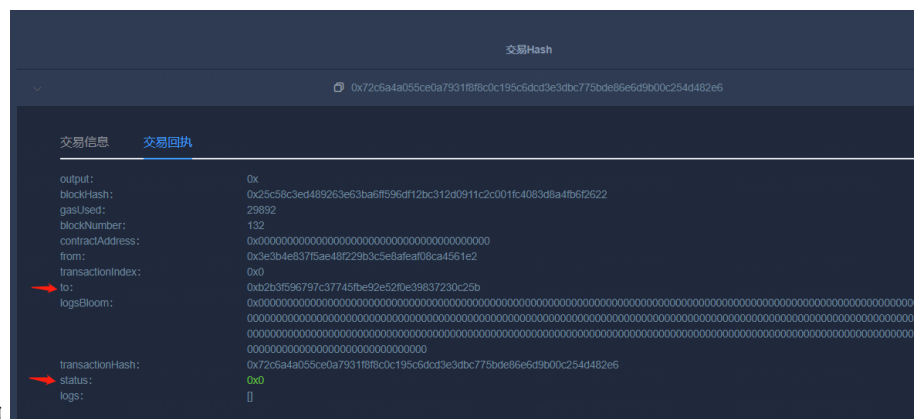 交易Hash
0x72c6a4a055ce0a7931f8f8c0c195c6dcd3e3dbc775bde86e6d9b00c254d482e6
交易信息 交易回执
output: 0x
blockHash: 0x25c58c3ed489263e63ba6ff596df12bc312d0911c2c001fc4083d8a4fb6f2622
gasUsed: 29892
blockNumber: 132
contractAddress: 0x0000000000000000000000000000000000000000
from: 0x3e3b4e837f5ae48f229b3c5e8afeaf08ca4561e2
transactionIndex: 0x0
to: 0xb2b3f596797c37745fbe92e52f0e39837230c25b
logsBloom:
transactionHash: 0x72c6a4a055ce0a7931f8f8c0c195c6dcd3e3dbc775bde86e6d9b00c254d482e6
status: 0x0
logs: []